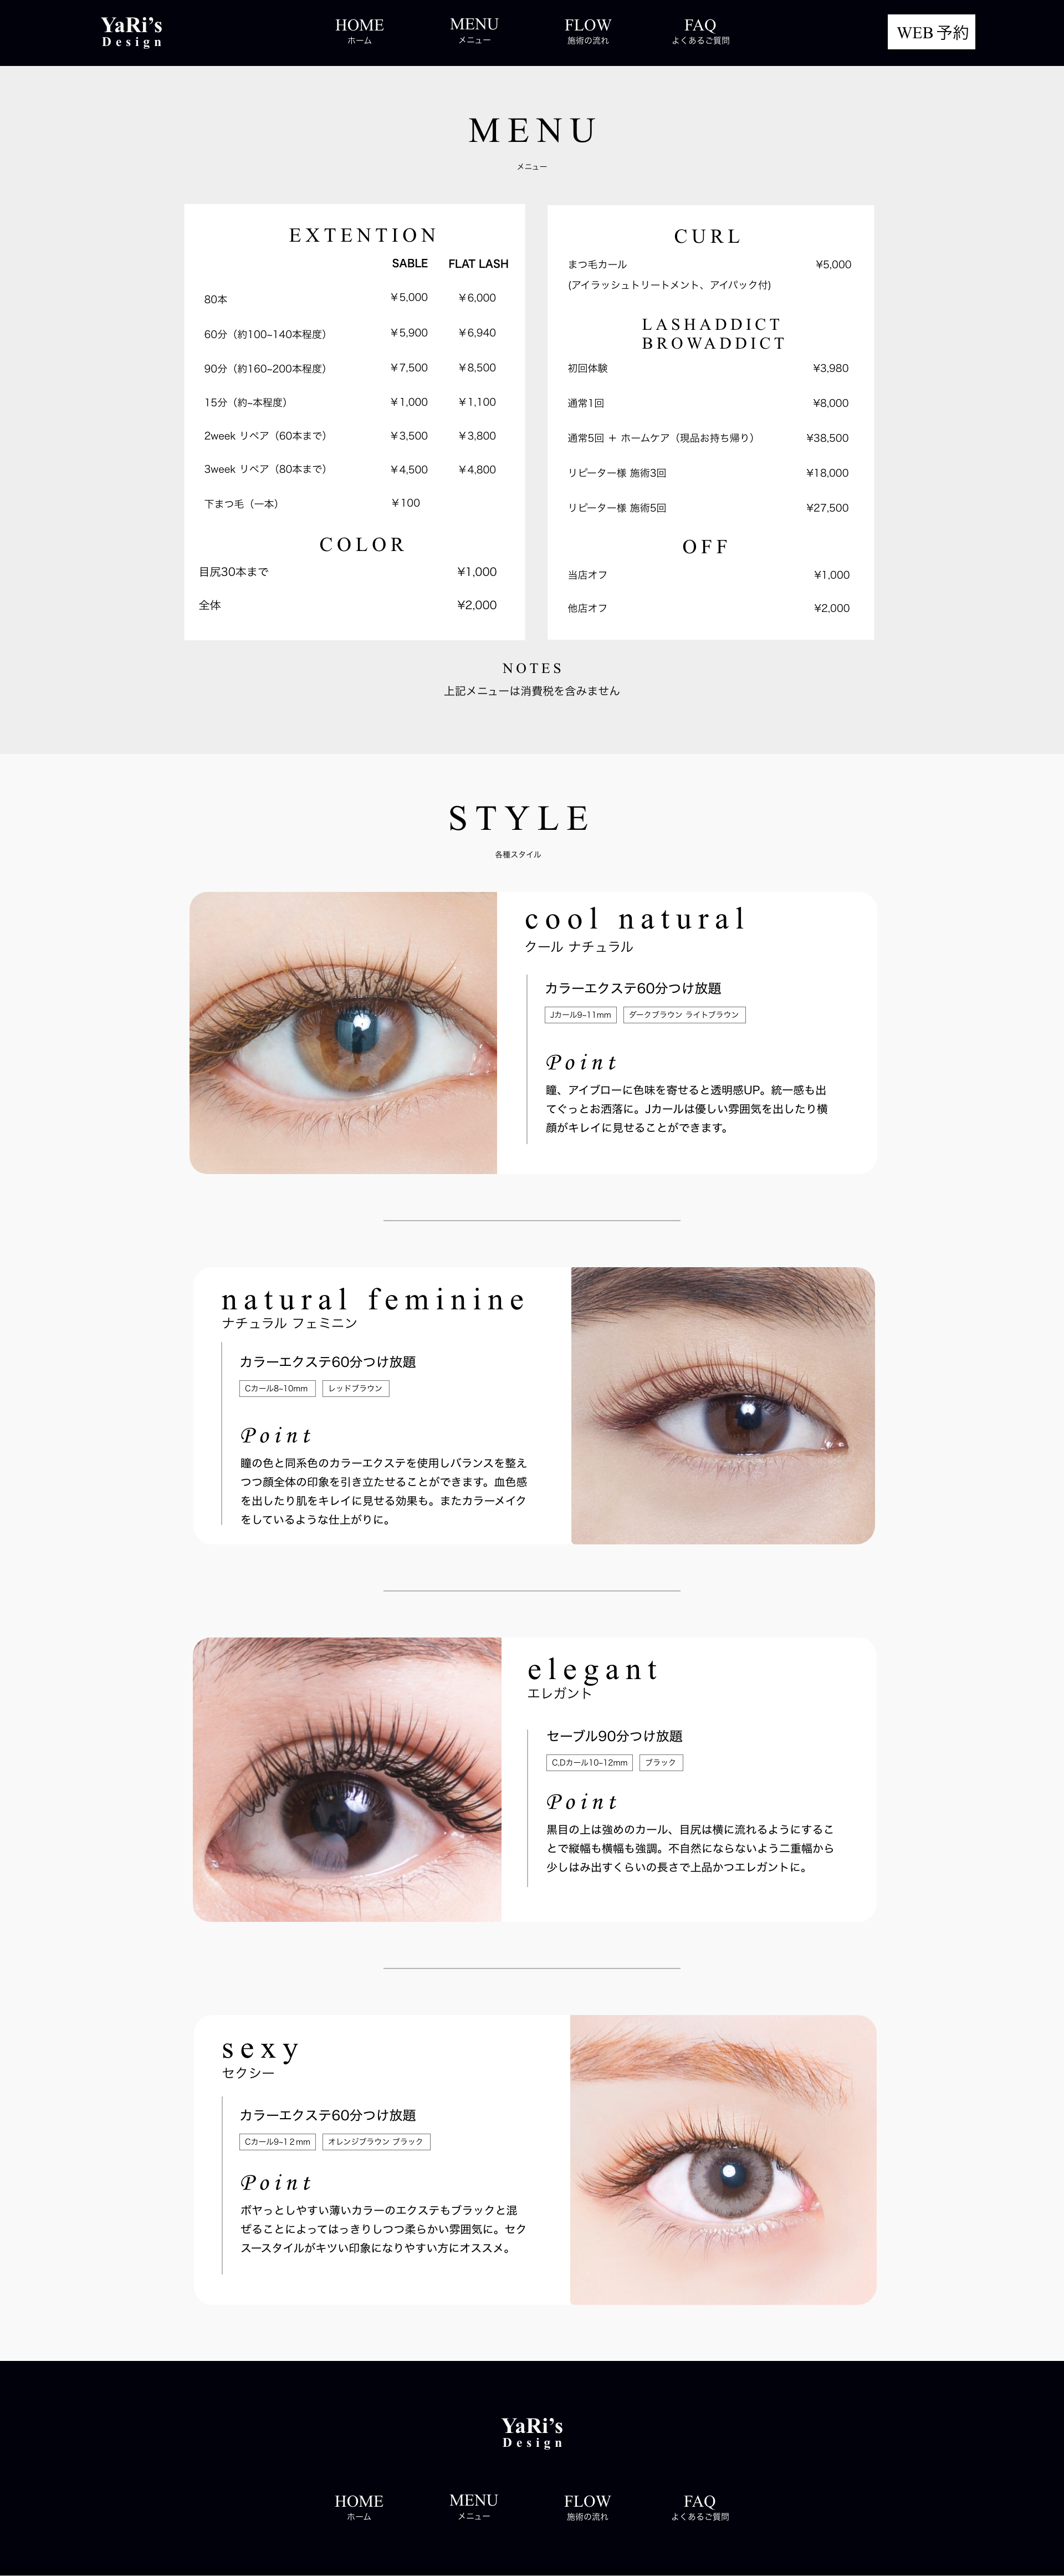 YaRi's
Design
HOME
ホーム
MENU
メニュー
FLOW
施術の流れ
FAQ
よくあるご質問
WEB 予約
MENU
メニュー
EXTENTION
SABLE FLAT LASH
80本 ￥5,000 ￥6,000
60分（約100~140本程度） ￥5,900 ￥6,940
90分（約160~200本程度） ￥7,500 ￥8,500
15分（約~本程度） ￥1,000 ￥1,100
2week リペア（60本まで） ￥3,500 ￥3,800
3week リペア（80本まで） ￥4,500 ￥4,800
下まつ毛（一本） ￥100
COLOR
目尻30本まで ¥1,000
全体 ¥2,000
CURL
まつ毛カール ¥5,000
(アイラッシュトリートメント、アイパック付)
LASHADDICT
BROWADDICT
初回体験 ¥3,980
通常1回 ¥8,000
通常5回 ＋ ホームケア（現品お持ち帰り） ¥38,500
リピーター様 施術3回 ¥18,000
リピーター様 施術5回 ¥27,500
OFF
当店オフ ¥1,000
他店オフ ¥2,000
NOTES
上記メニューは消費税を含みません
STYLE
各種スタイル
cool natural
クール ナチュラル
カラーエクステ60分つけ放題
Jカール9~11mm ダークブラウン ライトブラウン
Point
瞳、アイブローに色味を寄せると透明感UP。統一感も出
てぐっとお洒落に。Jカールは優しい雰囲気を出したり横
顔がキレイに見せることができます。
natural feminine
ナチュラル フェミニン
カラーエクステ60分つけ放題
Cカール8~10mm レッドブラウン
Point
瞳の色と同系色のカラーエクステを使用しバランスを整え
つつ顔全体の印象を引き立たせることができます。血色感
を出したり肌をキレイに見せる効果も。またカラーメイク
をしているような仕上がりに。
elegant
エレガント
セーブル90分つけ放題
C,Dカール10~12mm ブラック
Point
黒目の上は強めのカール、目尻は横に流れるようにするこ
とで縦幅も横幅も強調。不自然にならないよう二重幅から
少しはみ出すくらいの長さで上品かつエレガントに。
sexy
セクシー
カラーエクステ60分つけ放題
Cカール9~1２mm オレンジブラウン ブラック
Point
ボヤっとしやすい薄いカラーのエクステもブラックと混
ぜることによってはっきりしつつ柔らかい雰囲気に。セク
スースタイルがキツい印象になりやすい方にオススメ。
YaRi's
Design
HOME
ホーム
MENU
メニュー
FLOW
施術の流れ
FAQ
よくあるご質問